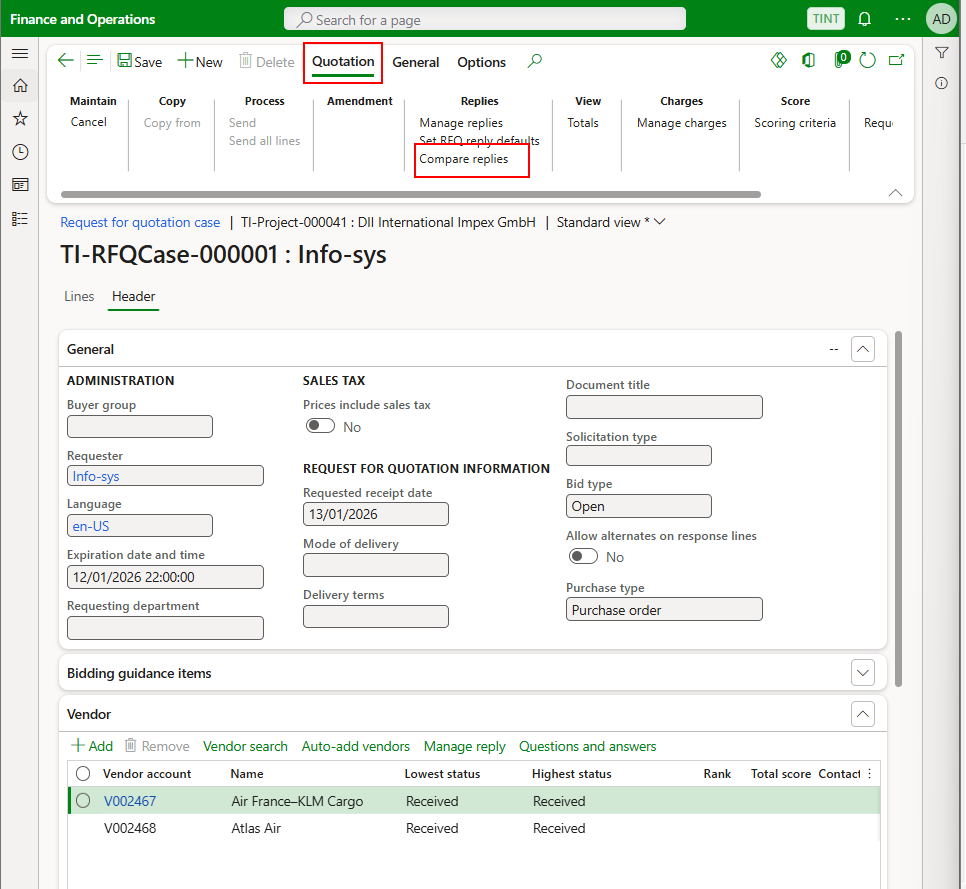 Finance and Operations
Search for a page
TINT
AD
Save
New
Delete
Quotation
General
Options
0
Maintain
Cancel
Copy
Copy from
Process
Send
Send all lines
Amendment
Replies
Manage replies
Set RFQ reply defaults
Compare replies
View
Totals
Charges
Manage charges
Score
Scoring criteria
Requ
Request for quotation case | TI-Project-000041 : DII International Impex GmbH | Standard view *
TI-RFQCase-000001 : Info-sys
Lines
Header
General
--
ADMINISTRATION
Buyer group
Requester
Info-sys
Language
en-US
Expiration date and time
12/01/2026 22:00:00
Requesting department
SALES TAX
Prices include sales tax
No
REQUEST FOR QUOTATION INFORMATION
Requested receipt date
13/01/2026
Mode of delivery
Delivery terms
Document title
Solicitation type
Bid type
Open
Allow alternates on response lines
No
Purchase type
Purchase order
Bidding guidance items
Vendor
Add Remove Vendor search Auto-add vendors Manage reply Questions and answers
Vendor account Name Lowest status Highest status Rank Total score Contact
V002467 Air France–KLM Cargo Received Received
V002468 Atlas Air Received Received